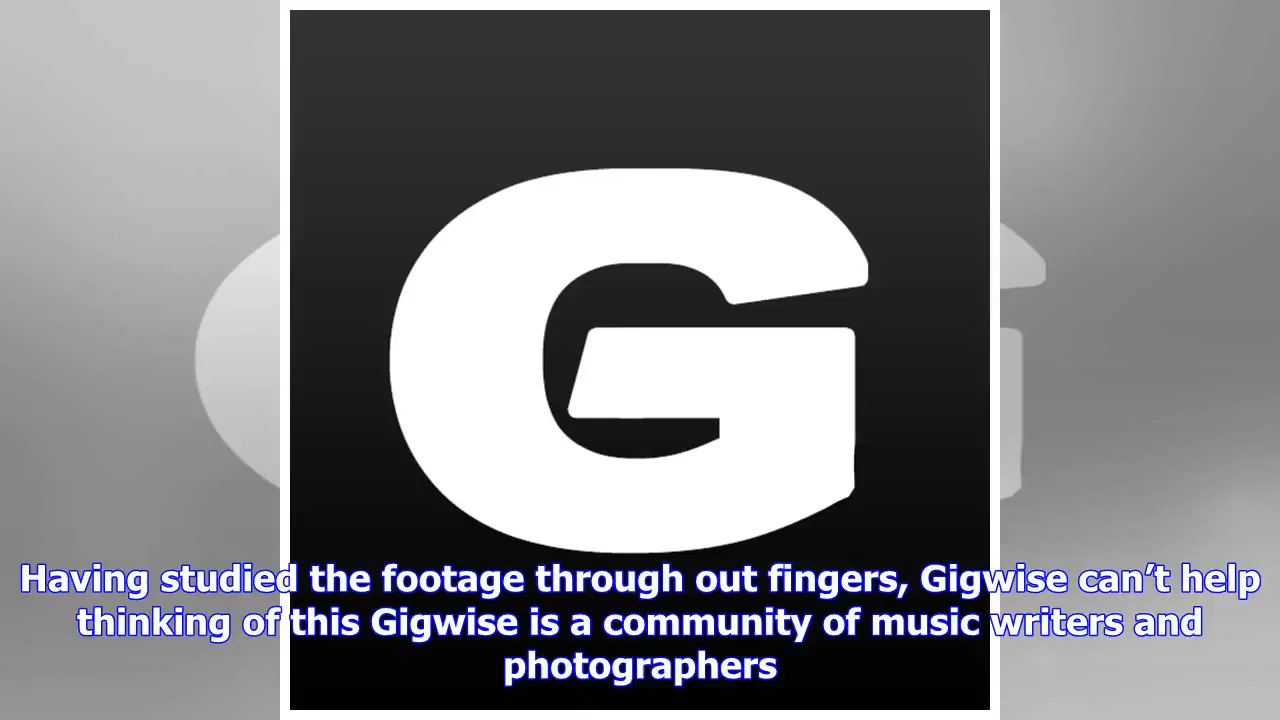 G
Having studied the footage through out fingers, Gigwise can’t help
thinking of this Gigwise is a community of music writers and
photographers